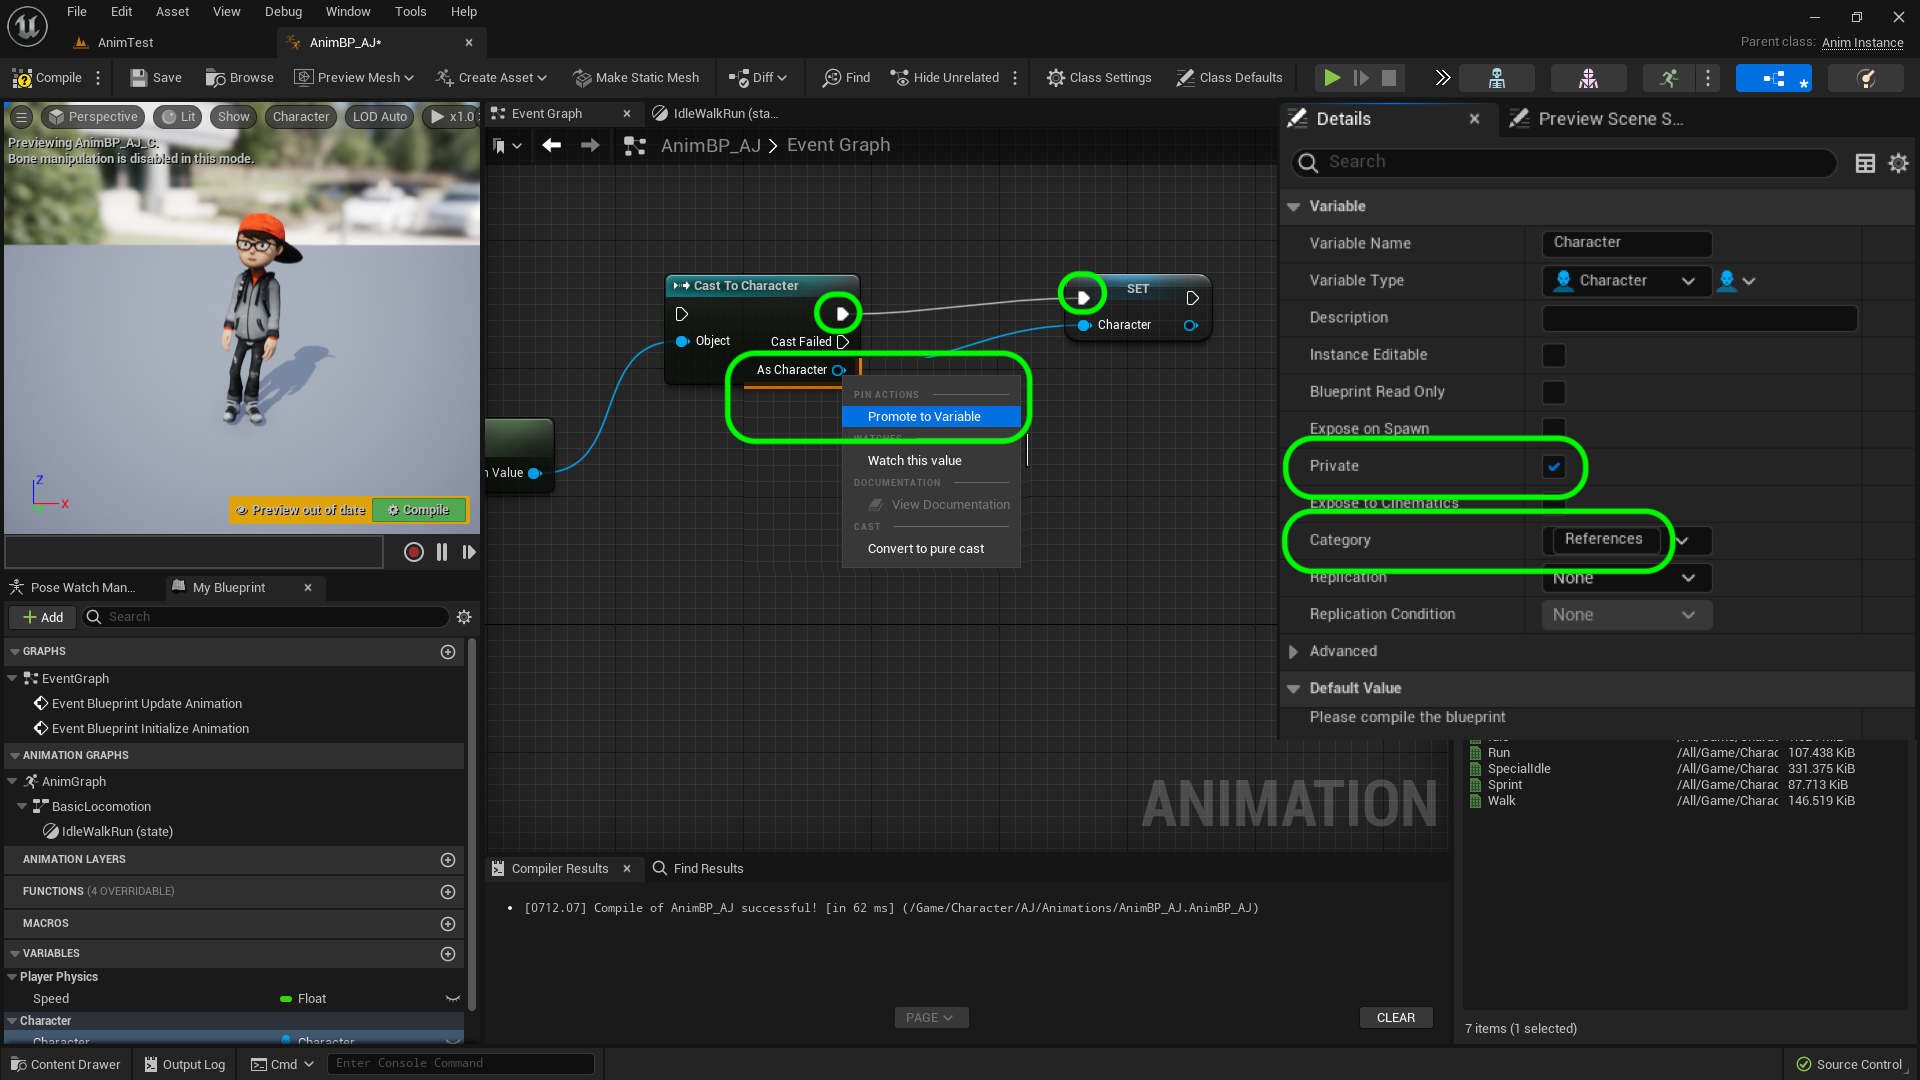 File Edit View Asset Debug Window Tools Help
AnimTest
AnimBP_AJ*
Parent class: Anim Instance
Compile
Save
Browse
Preview Mesh
Create Asset
Make Static Mesh
Diff
Find
Hide Unrelated
Class Settings
Class Defaults
Perspective
Lit
Show
Character
LOD Auto
x1.0
Previewing AnimBP_AJ_C.
Bone manipulation is disabled in this mode.
Z
X
Preview out of date
Compile
Event Graph
IdleWalkRun (sta...
AnimBP_AJ > Event Graph
Cast To Character
Object
Cast Failed
As Character
SET
Character
Value
PIN ACTIONS
Promote to Variable
WATCHES
Watch this value
DOCUMENTATION
View Documentation
CAST
Convert to pure cast
ANIMATION
Details
Preview Scene S...
Search
Variable
Variable Name
Character
Variable Type
Character
Description
Instance Editable
Blueprint Read Only
Expose on Spawn
Private
Expose to Cinematics
Category
References
Replication
None
Replication Condition
None
Advanced
Default Value
Please compile the blueprint
Run /All/Game/Charac 107.438 KiB
SpecialIdle /All/Game/Charac 331.375 KiB
Sprint /All/Game/Charac 87.713 KiB
Walk /All/Game/Charac 146.519 KiB
7 items (1 selected)
Pose Watch Man...
My Blueprint
Add
Search
GRAPHS
EventGraph
Event Blueprint Update Animation
Event Blueprint Initialize Animation
ANIMATION GRAPHS
AnimGraph
BasicLocomotion
IdleWalkRun (state)
ANIMATION LAYERS
FUNCTIONS (4 OVERRIDABLE)
MACROS
VARIABLES
Player Physics
Speed
Float
Character
Character
Character
Compiler Results
Find Results
[0712.07] Compile of AnimBP_AJ successful! [in 62 ms] (/Game/Character/AJ/Animations/AnimBP_AJ.AnimBP_AJ)
PAGE
CLEAR
Content Drawer
Output Log
Cmd
Enter Console Command
Source Control